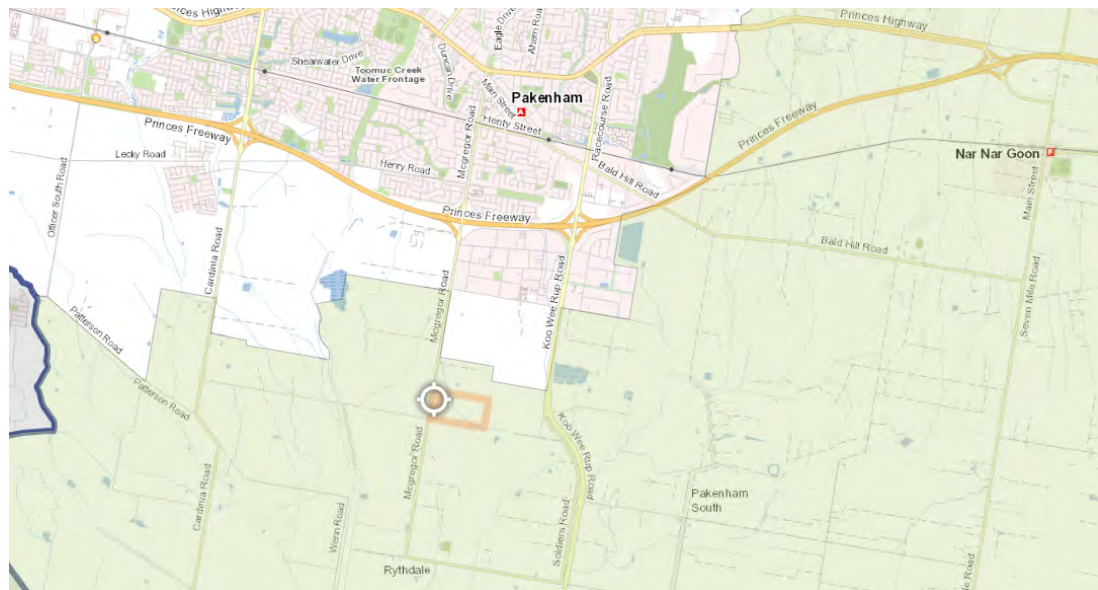 Princes Highway
Princes Highway
Eagle Drive
Ahern Road
Shearwater Drive
Duncan Drive
Toomuc Creek
Water Frontage
Main Street
Pakenham
Henty Street
Racecourse Road
Princes Freeway
Princes Freeway
Lecky Road
Mcgregor Road
Henry Road
Bald Hill Road
Nar Nar Goon
Main Street
Officer South Road
Princes Freeway
Bald Hill Road
Cardinia Road
Koo Wee Rup Road
Mcgregor Road
Seven Mile Road
Patterson Road
Patterson Road
Koo Wee Rup Road
Mcgregor Road
Cardinia Road
Pakenham
South
Wenn Road
Soldiers Road
Rythdale
le Road